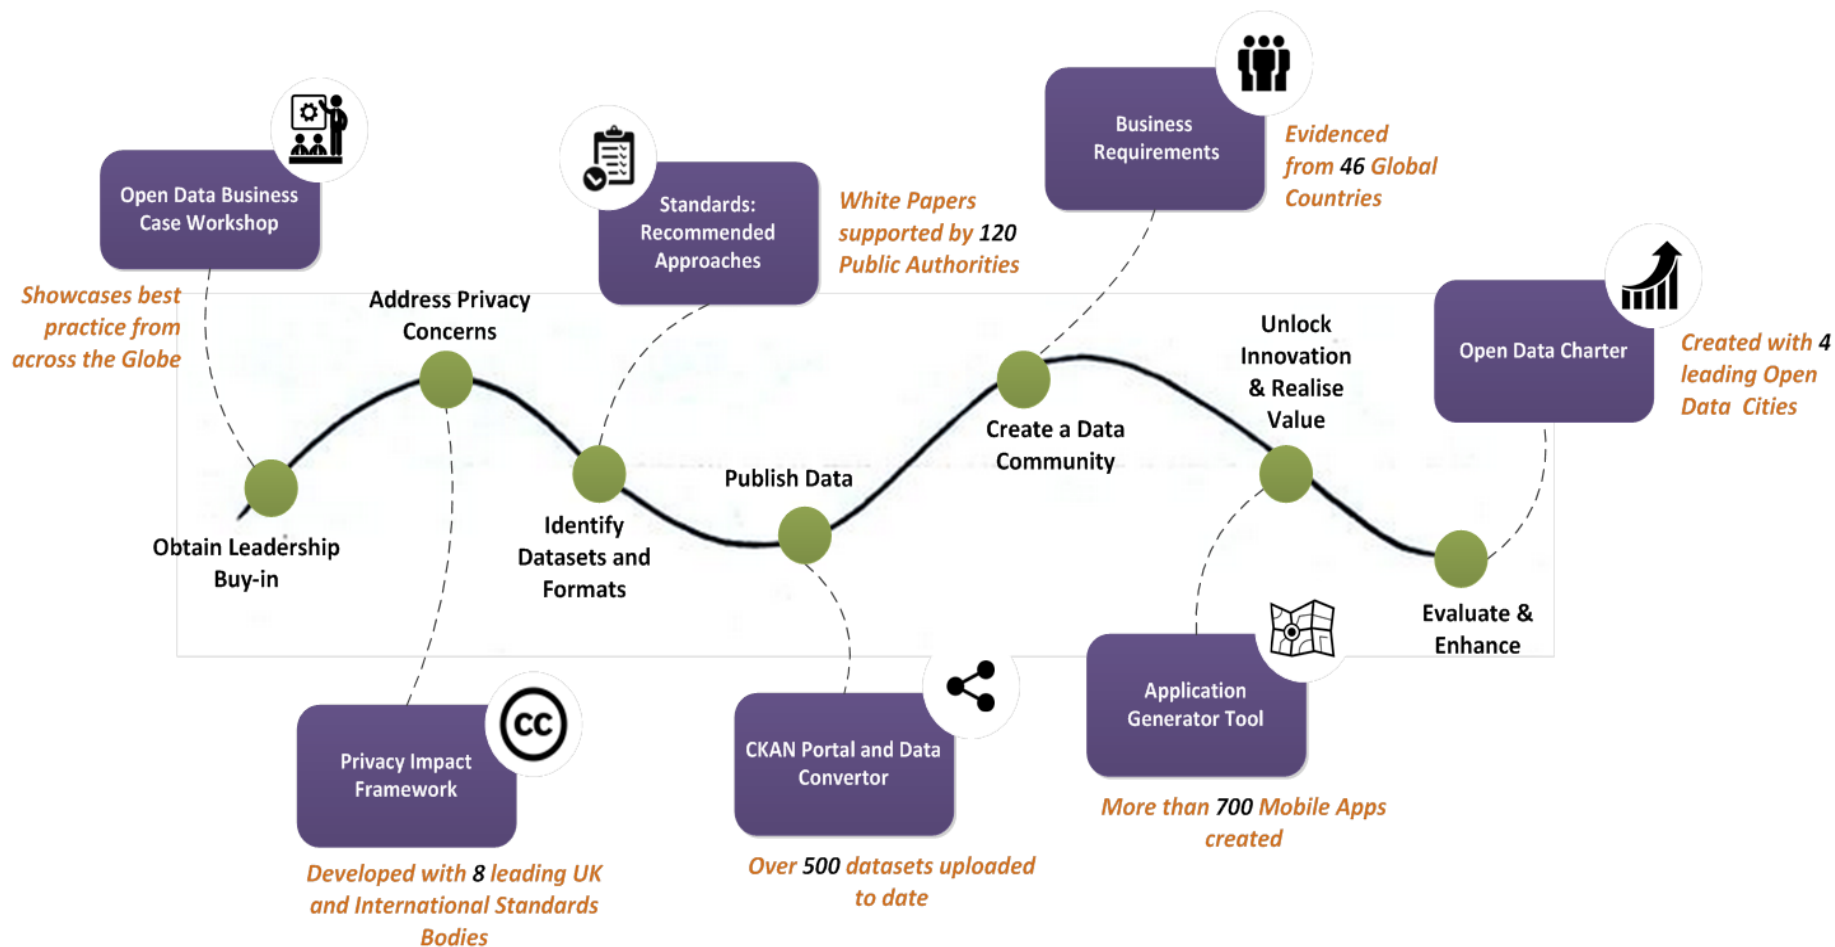 Open Data Business
Case Workshop
Showcases best
practice from
across the Globe
Obtain Leadership
Buy-in
Address Privacy
Concerns
Privacy Impact
Framework
CC
Developed with 8 leading UK
and International Standards
Bodies
Standards:
Recommended
Approaches
White Papers
supported by 120
Public Authorities
Identify
Datasets and
Formats
Publish Data
CKAN Portal and Data
Convertor
Over 500 datasets uploaded
to date
Business
Requirements
Evidenced
from 46 Global
Countries
Create a Data
Community
Unlock
Innovation
& Realise
Value
Application
Generator Tool
More than 700 Mobile Apps
created
Open Data Charter
Created with 4
leading Open
Data Cities
Evaluate &
Enhance